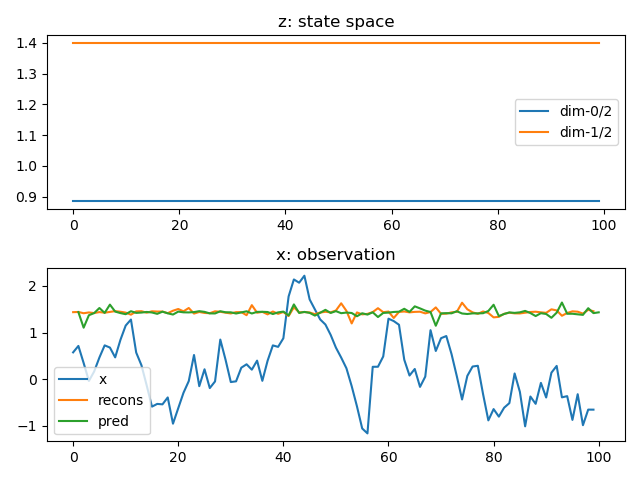 z: state space
1.4
1.3
1.2
1.1
1.0
0.9
dim-0/2
dim-1/2
0 20 40 60 80 100
x: observation
2
1
0
−1
x
recons
pred
0 20 40 60 80 100